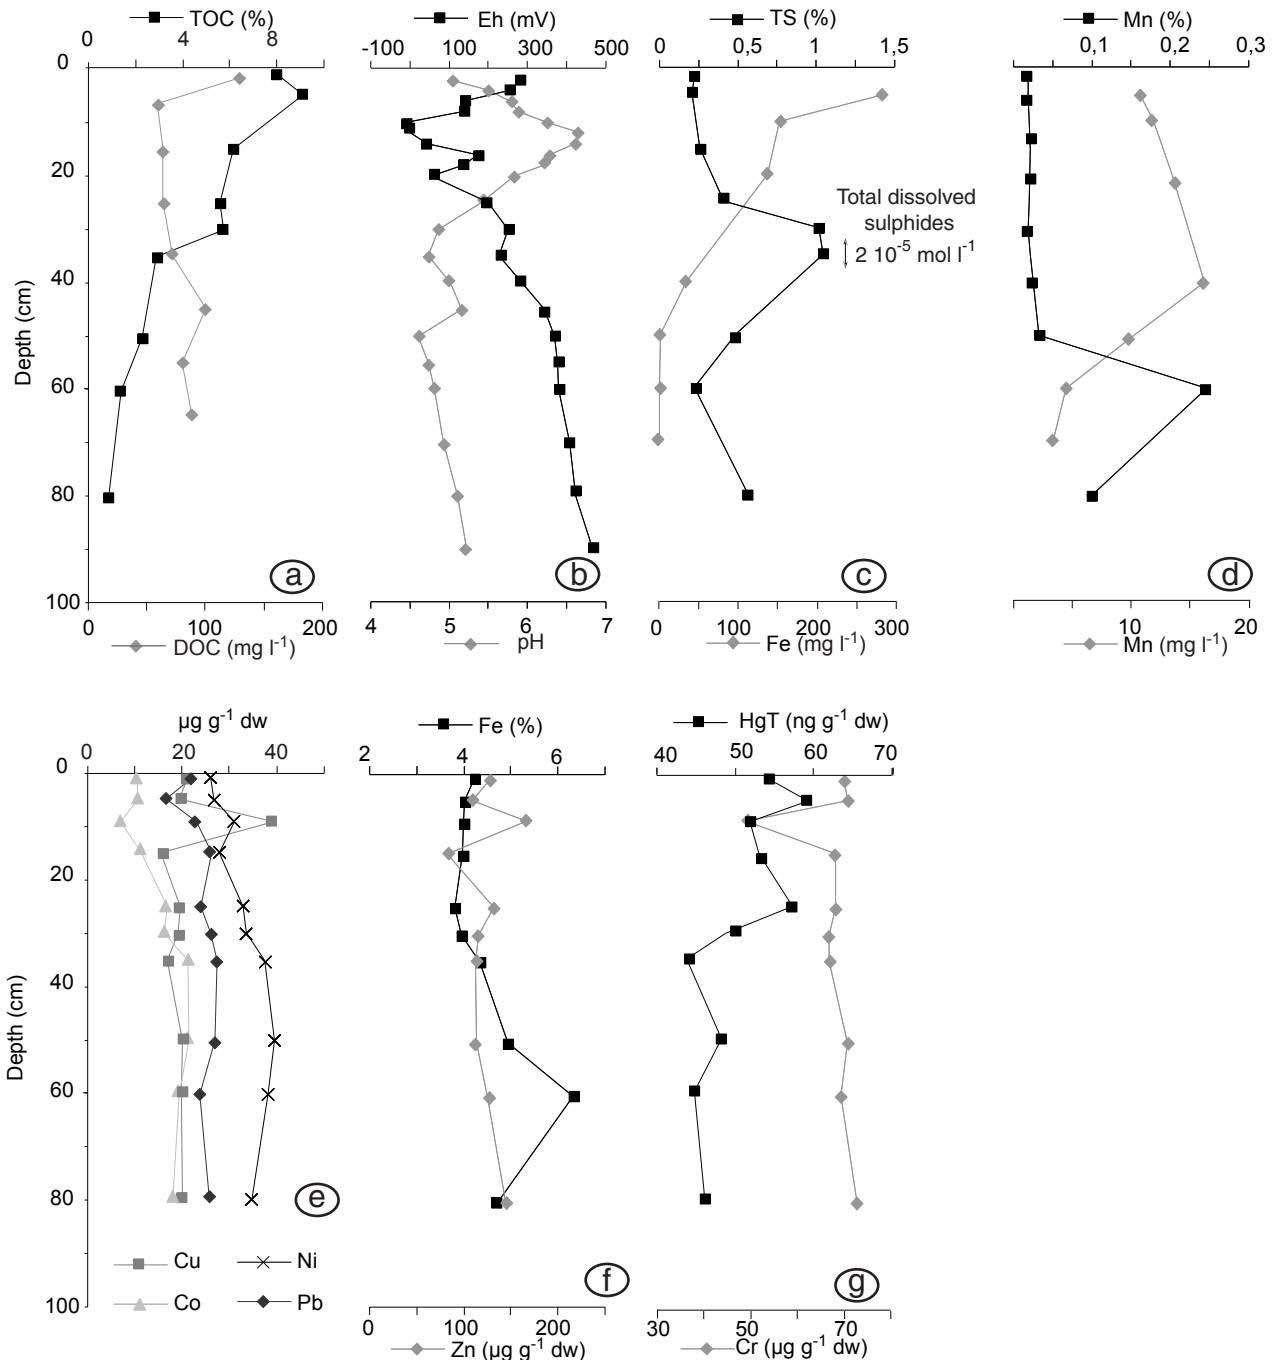 TOC (%)
0 4 8
Eh (mV)
-100 100 300 500
TS (%)
0 0,5 1 1,5
Mn (%)
0,1 0,2 0,3
0
20
40
60
80
100
Depth (cm)
Total dissolved
sulphides
2 10-5 mol l-1
a
b
c
d
0 100 200
DOC (mg l-1)
4 5 6 7
pH
0 100 200 300
Fe (mg l-1)
10 20
Mn (mg l-1)
µg g-1 dw
0 20 40
Fe (%)
2 4 6
HgT (ng g-1 dw)
40 50 60 70
0
20
40
60
80
100
Depth (cm)
e
Cu Ni
Co Pb
f
g
0 100 200
Zn (µg g-1 dw)
30 50 70
Cr (µg g-1 dw)